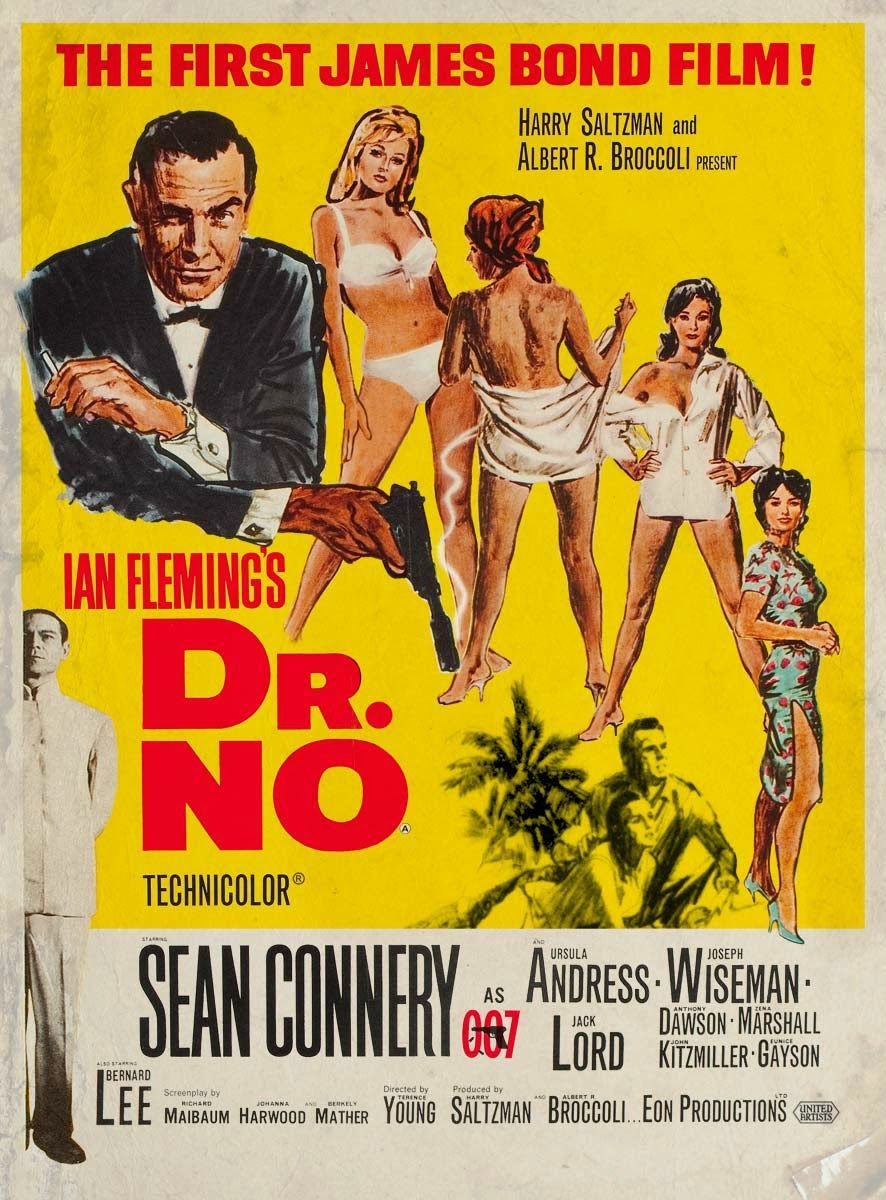 THE FIRST JAMES BOND FILM!
HARRY SALTZMAN and
ALBERT R. BROCCOLI PRESENT
IAN FLEMING'S
DR.
NO
A
TECHNICOLOR®
STARRING
SEAN CONNERY
AS
007
AND
URSULA
ANDRESS·
JOSEPH
WISEMAN·
JACK
LORD
ANTHONY
DAWSON·
ZENA
MARSHALL
JOHN
KITZMILLER·
EUNICE
GAYSON
ALSO STARRING
BERNARD
LEE
Screenplay by
RICHARD
MAIBAUM
JOHANNA
HARWOOD
AND
BERKELY
MATHER
Directed by
TERENCE
YOUNG
Produced by
HARRY
SALTZMAN
AND
ALBERT R
BROCCOLI...EON PRODUCTIONS LTD
UNITED
ARTISTS